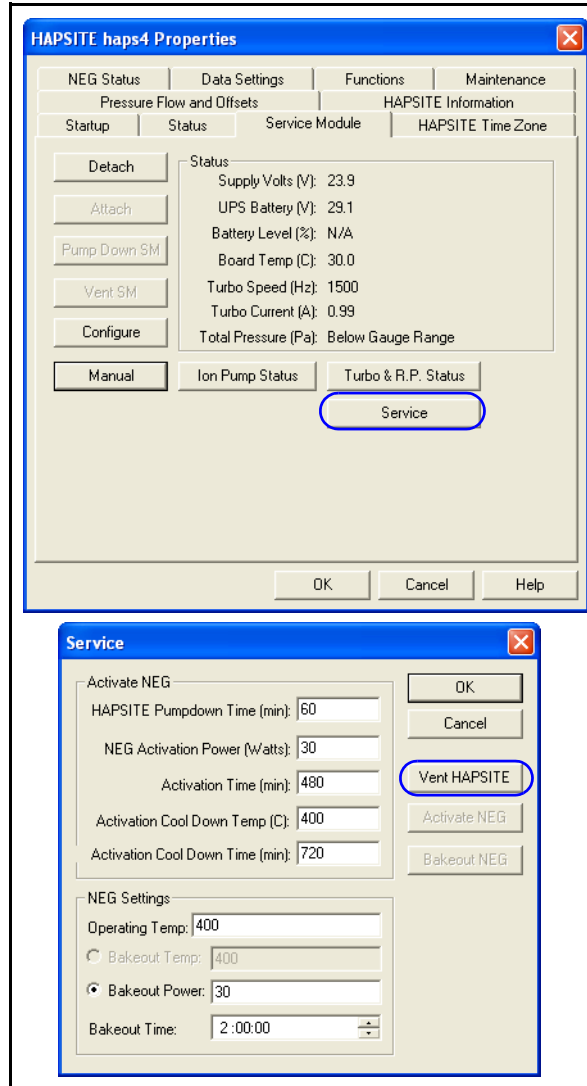 HAPSITE haps4 Properties
NEG Status Data Settings Functions Maintenance
Pressure Flow and Offsets HAPSITE Information
Startup Status Service Module HAPSITE Time Zone
Detach
Attach
Pump Down SM
Vent SM
Configure
Manual
Status
Supply Volts (V): 23.9
UPS Battery (V): 29.1
Battery Level (%): N/A
Board Temp (C): 30.0
Turbo Speed (Hz): 1500
Turbo Current (A): 0.99
Total Pressure (Pa): Below Gauge Range
Ion Pump Status Turbo & R.P. Status
Service
OK Cancel Help
Service
Activate NEG
HAPSITE Pumpdown Time (min): 60
NEG Activation Power (Watts): 30
Activation Time (min): 480
Activation Cool Down Temp (C): 400
Activation Cool Down Time (min): 720
OK
Cancel
Vent HAPSITE
Activate NEG
Bakeout NEG
NEG Settings
Operating Temp: 400
Bakeout Temp: 400
Bakeout Power: 30
Bakeout Time: 2 :00:00